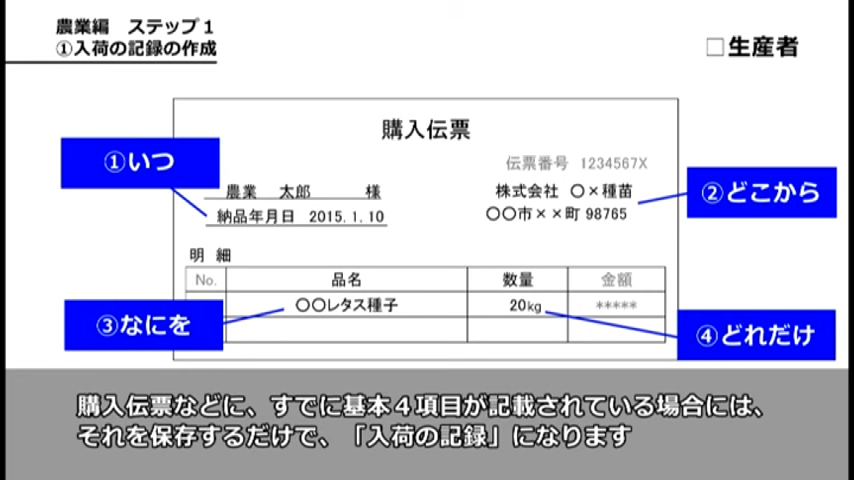 農業編　ステップ１
①入荷の記録の作成
□生産者
購入伝票
①いつ
伝票番号　1234567X
農業　太郎　　　様
株式会社　〇×種苗
②どこから
納品年月日　2015.1.10
〇〇市××町 98765
明 細
No.　品名　数量　金額
③なにを
〇〇レタス種子　20kg　*****
④どれだけ
購入伝票などに、すでに基本４項目が記載されている場合には、
それを保存するだけで、「入荷の記録」になります